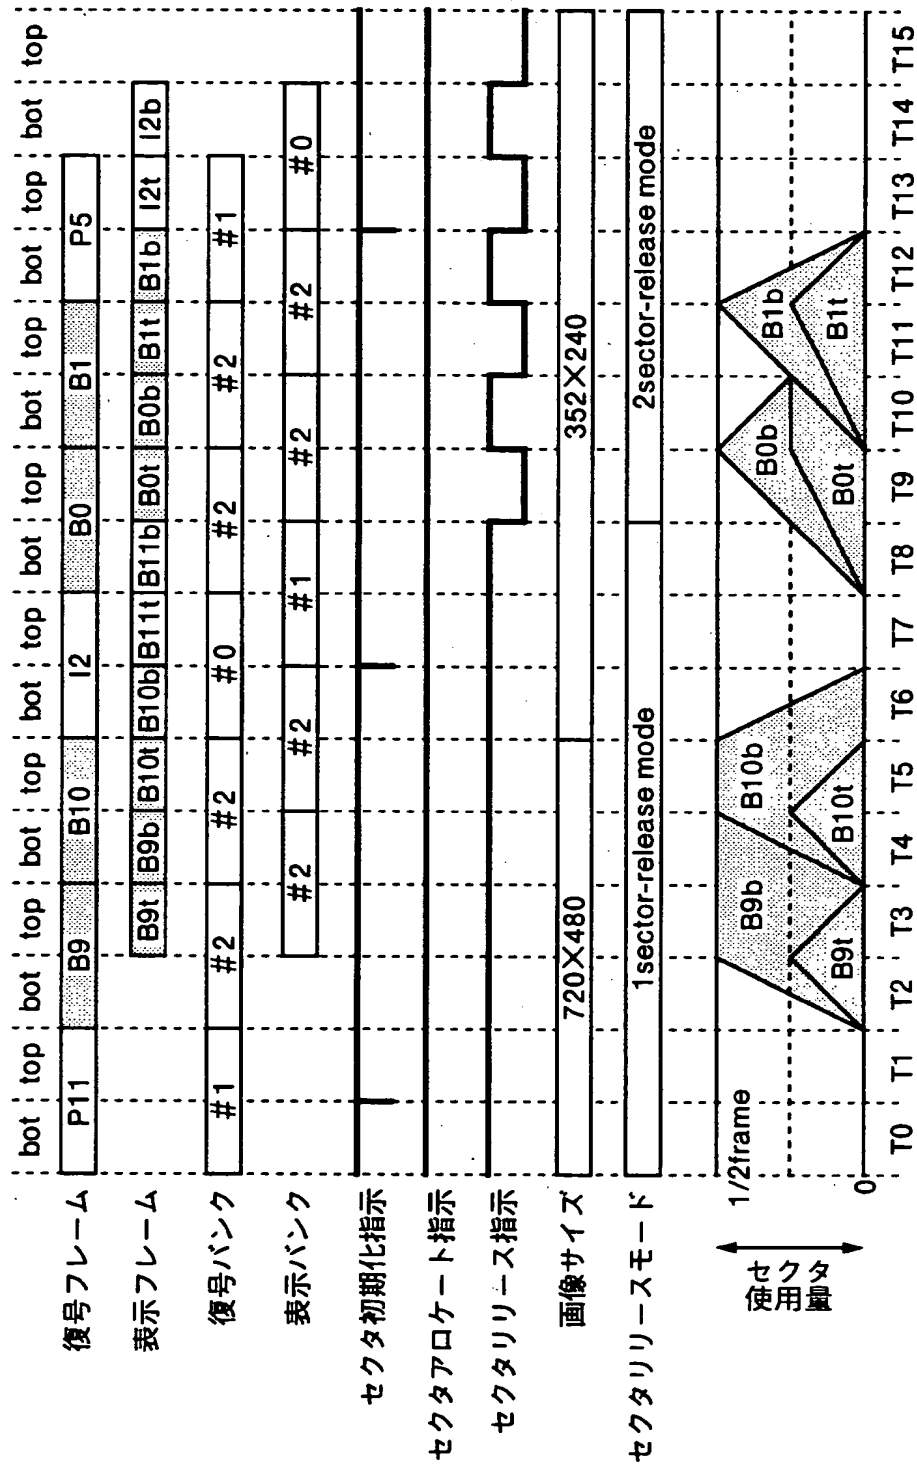 bot top bot top bot top bot top bot top bot top bot top bot top
復号フレーム P11 B9 B10 I2 B0 B1 P5
表示フレーム B9t B9b B10t B10b B11t B11b B0t B0b B1t B1b I2t I2b
復号バンク #1 #2 #2 #0 #2 #2 #1
表示バンク #2 #2 #1 #2 #2 #0
セクタ初期化指示
セクタアロケート指示
セクタリリース指示
画像サイズ 720×480 352×240
セクタリリースモード 1sector-release mode 2sector-release mode
1/2frame
セクタ
使用量
B9b B10b B0b B1b
B9t B10t B0t B1t
0
T0 T1 T2 T3 T4 T5 T6 T7 T8 T9 T10 T11 T12 T13 T14 T15